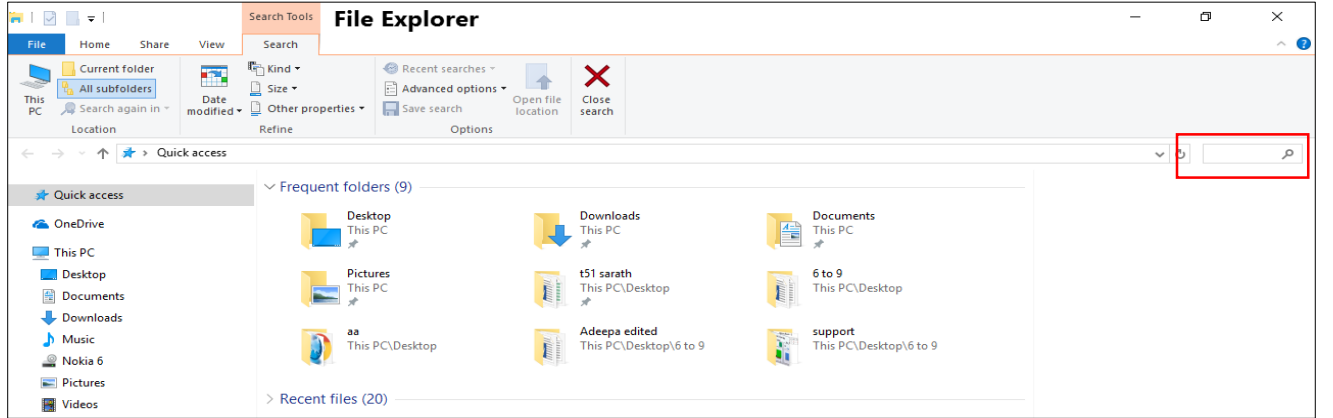 Search Tools File Explorer
File Home Share View Search
Current folder
All subfolders
Search again in
This PC
Location
Date modified
Kind
Size
Other properties
Refine
Recent searches
Advanced options
Save search
Options
Open file location
Close search
Quick access
Quick access
OneDrive
This PC
Desktop
Documents
Downloads
Music
Nokia 6
Pictures
Videos
Frequent folders (9)
Desktop
This PC
Downloads
This PC
Documents
This PC
Pictures
This PC
t51 sarath
This PC\Desktop
6 to 9
This PC\Desktop
aa
This PC\Desktop
Adeepa edited
This PC\Desktop\6 to 9
support
This PC\Desktop\6 to 9
Recent files (20)